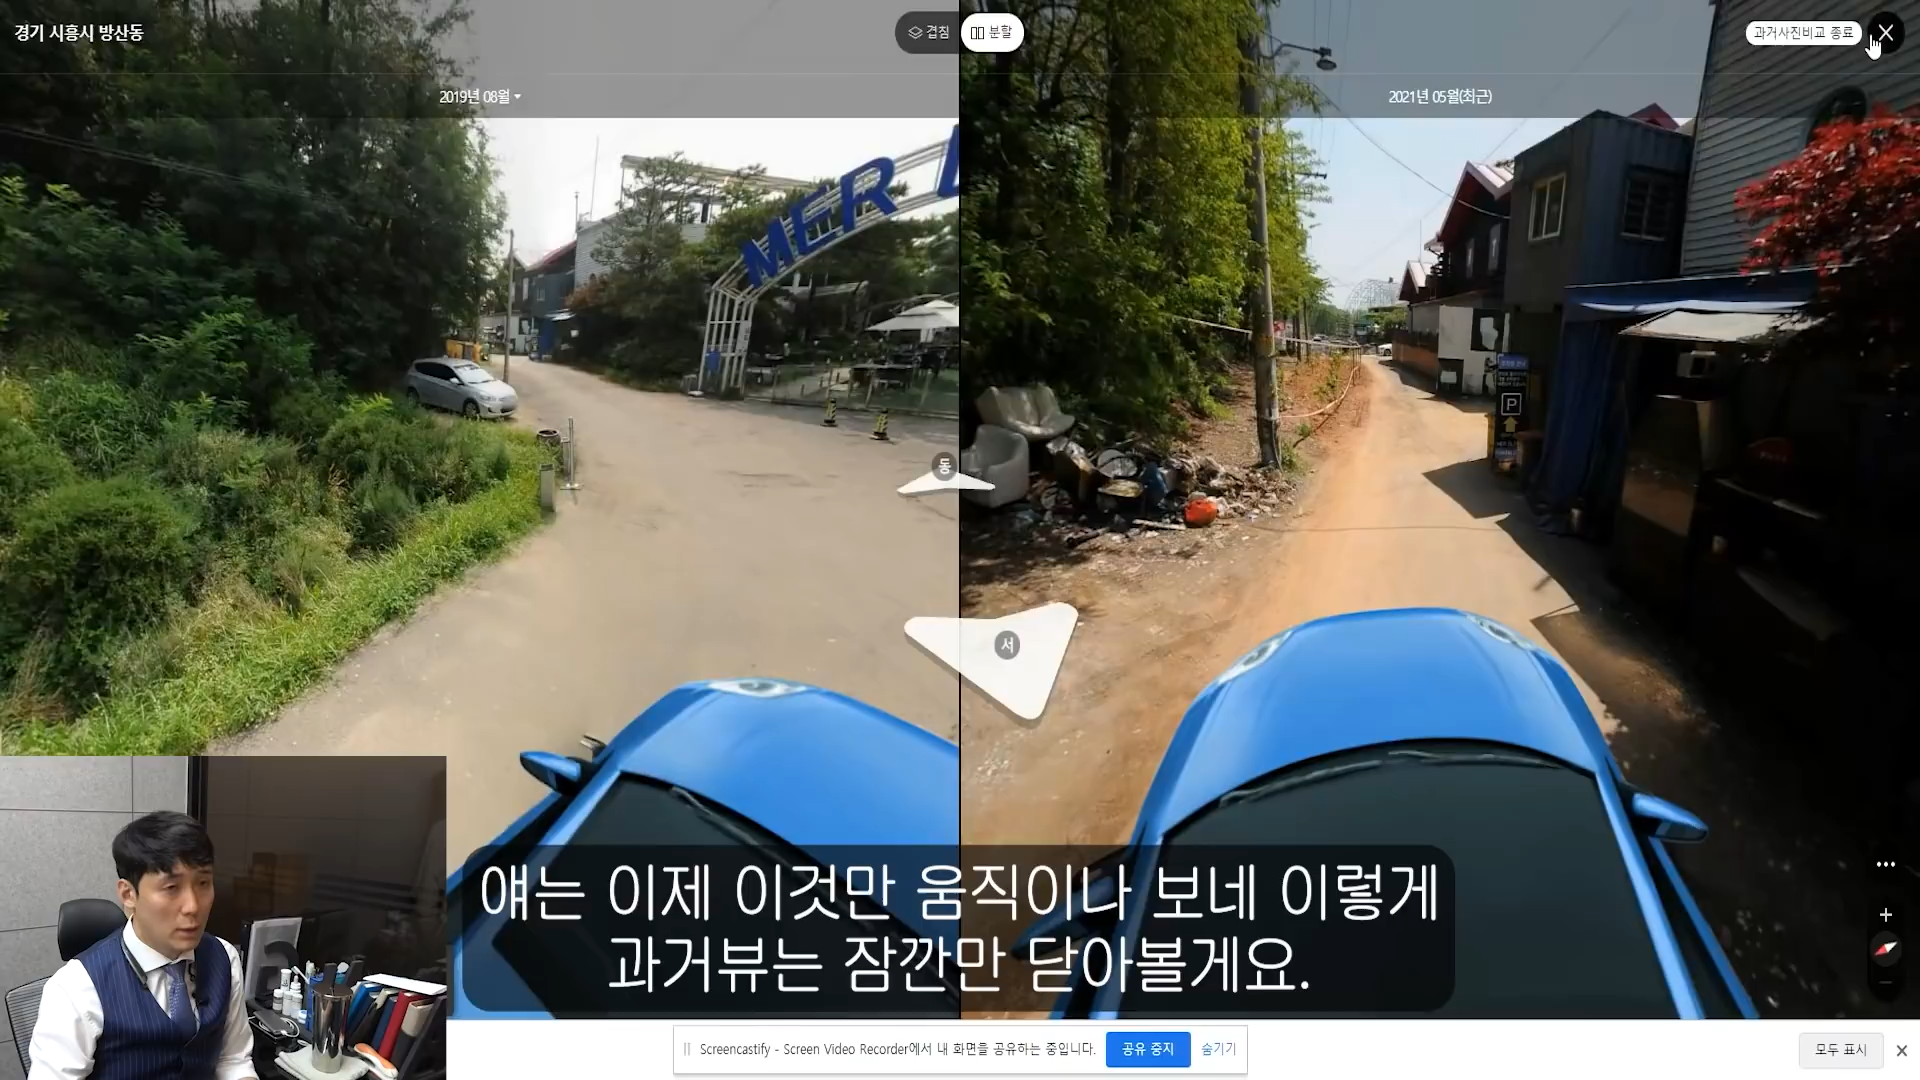 경기 시흥시 방산동
겹침
분할
과거사진비교 종료
2019년 08월
2021년 05월(최근)
MER
동
서
P
얘는 이제 이것만 움직이나 보네 이렇게
과거뷰는 잠깐만 닫아볼게요.
Screencastify - Screen Video Recorder에서 내 화면을 공유하는 중입니다.
공유 중지
숨기기
모두 표시